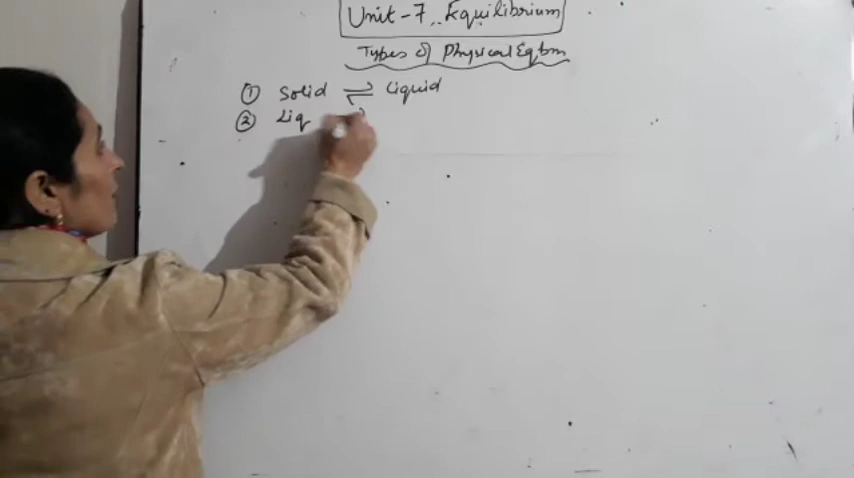 Unit-7.. Equilibrium
Types of Physical Eqbm
① Solid ⇌ Liquid
② Liq